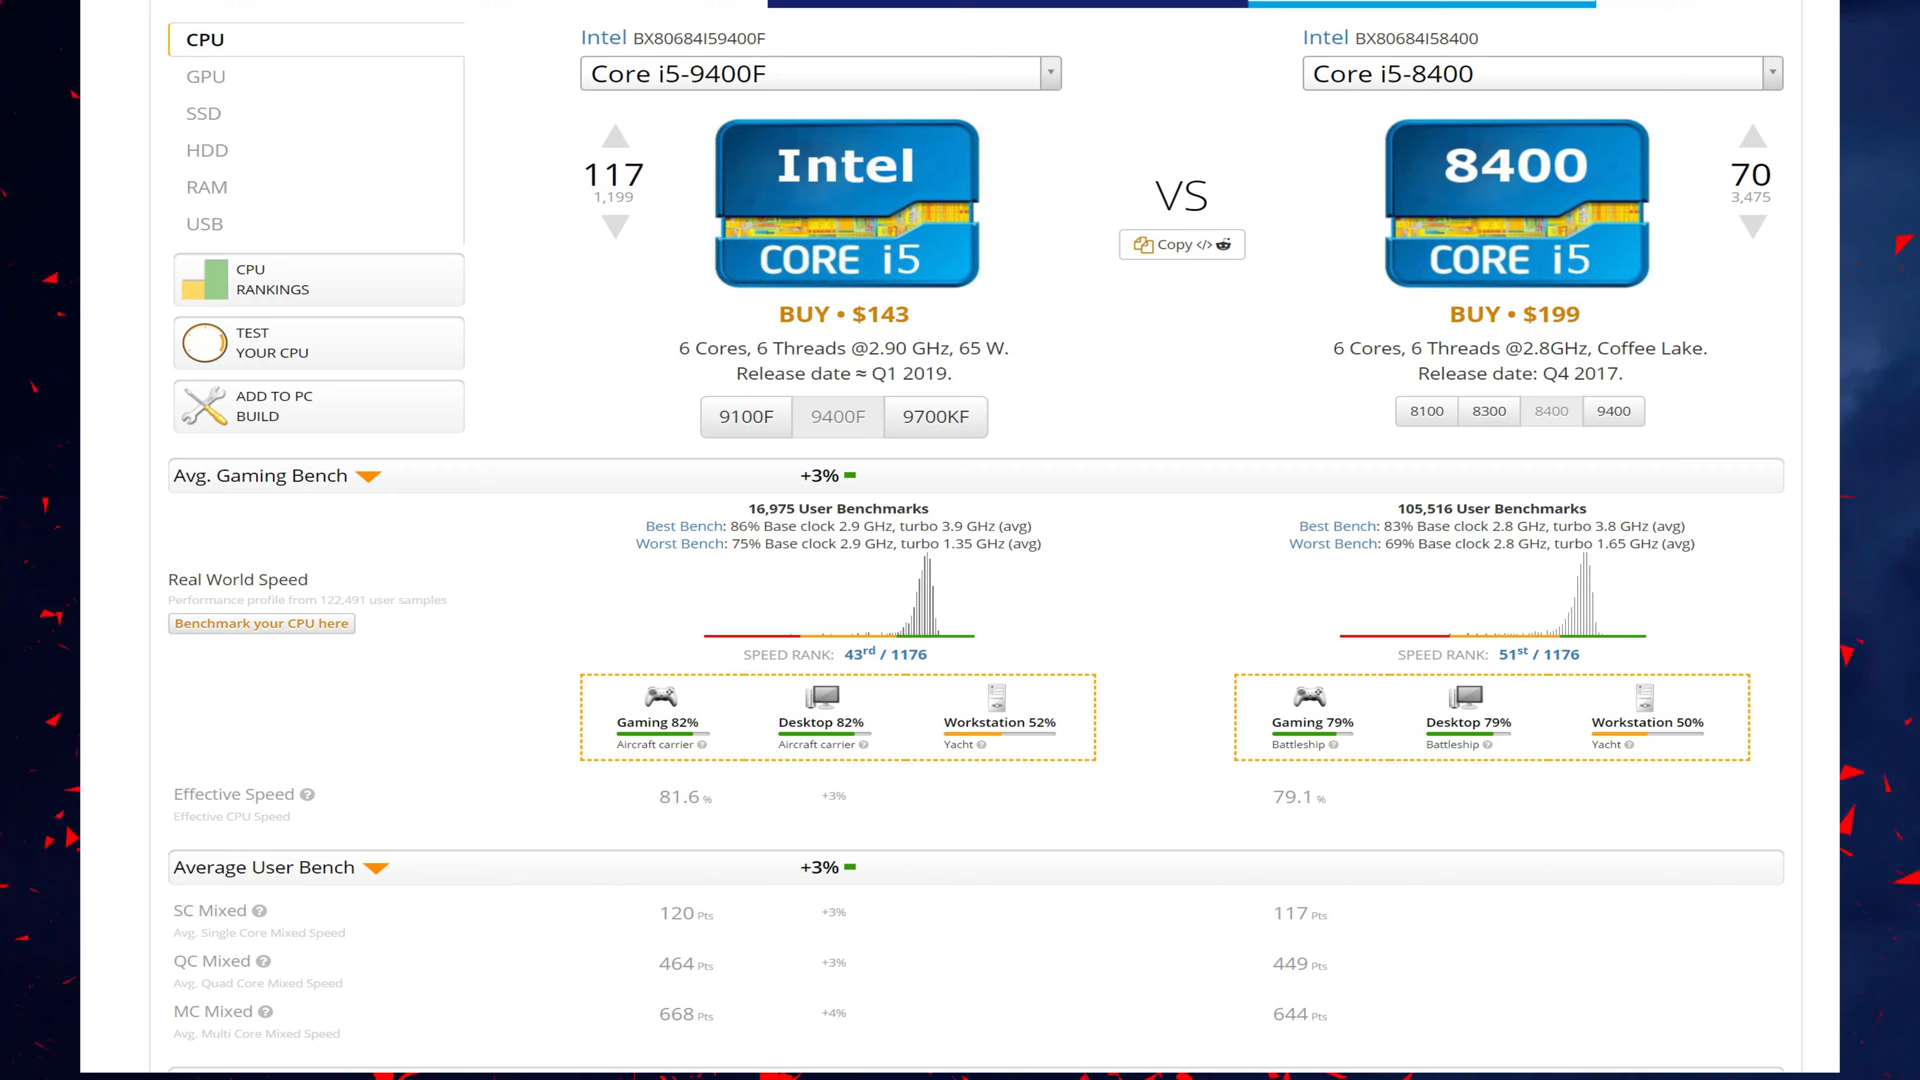 CPU
GPU
SSD
HDD
RAM
USB
CPU
RANKINGS
TEST
YOUR CPU
ADD TO PC
BUILD
Intel BX80684I59400F
Core i5-9400F
117
1,199
Intel
CORE i5
BUY • $143
6 Cores, 6 Threads @2.90 GHz, 65 W.
Release date ≈ Q1 2019.
9100F 9400F 9700KF
VS
Copy </>
Intel BX80684I58400
Core i5-8400
70
3,475
8400
CORE i5
BUY • $199
6 Cores, 6 Threads @2.8GHz, Coffee Lake.
Release date: Q4 2017.
8100 8300 8400 9400
Avg. Gaming Bench +3%
Real World Speed
Performance profile from 122,491 user samples
Benchmark your CPU here
16,975 User Benchmarks
Best Bench: 86% Base clock 2.9 GHz, turbo 3.9 GHz (avg)
Worst Bench: 75% Base clock 2.9 GHz, turbo 1.35 GHz (avg)
SPEED RANK: 43rd / 1176
Gaming 82% Desktop 82% Workstation 52%
Aircraft carrier ? Aircraft carrier ? Yacht ?
105,516 User Benchmarks
Best Bench: 83% Base clock 2.8 GHz, turbo 3.8 GHz (avg)
Worst Bench: 69% Base clock 2.8 GHz, turbo 1.65 GHz (avg)
SPEED RANK: 51st / 1176
Gaming 79% Desktop 79% Workstation 50%
Battleship ? Battleship ? Yacht ?
Effective Speed ? 81.6 % +3% 79.1 %
Effective CPU Speed
Average User Bench +3%
SC Mixed ? 120 Pts +3% 117 Pts
Avg. Single Core Mixed Speed
QC Mixed ? 464 Pts +3% 449 Pts
Avg. Quad Core Mixed Speed
MC Mixed ? 668 Pts +4% 644 Pts
Avg. Multi Core Mixed Speed